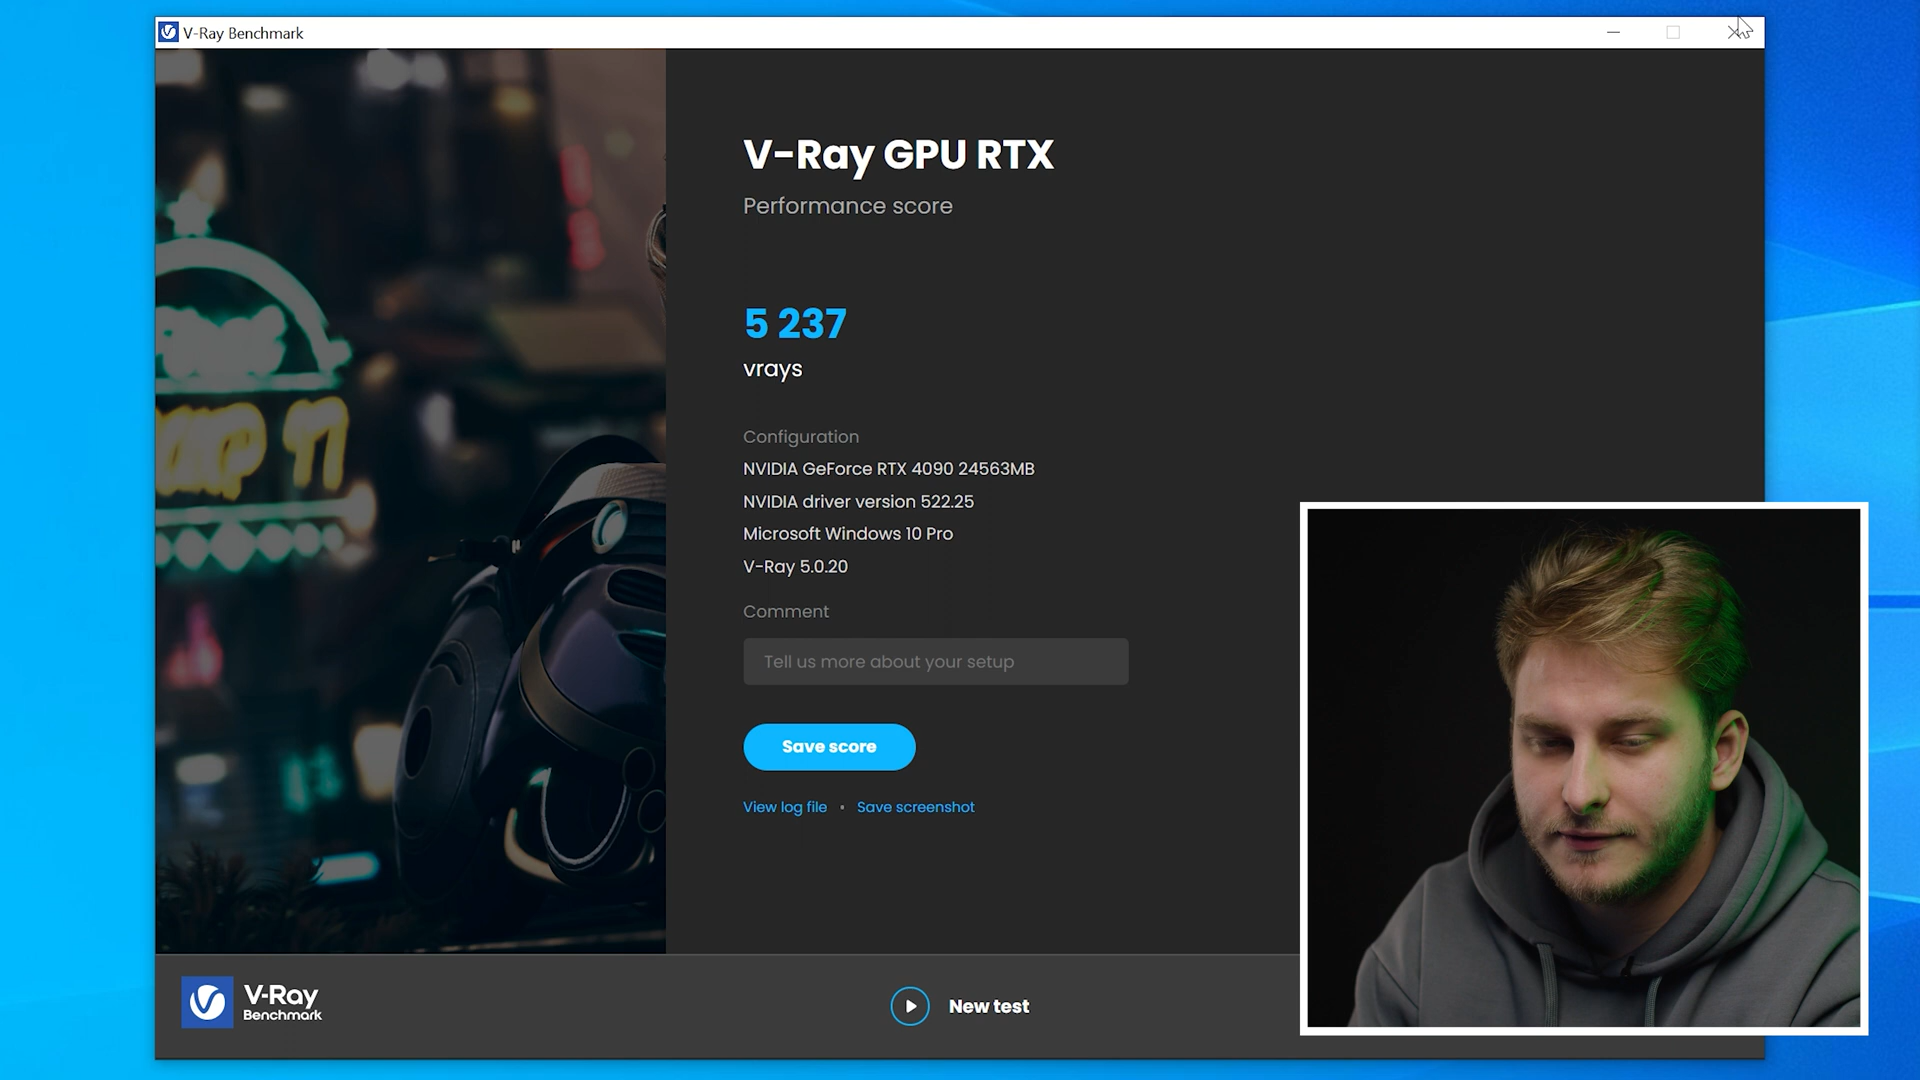 V-Ray Benchmark
V-Ray GPU RTX
Performance score
5 237
vrays
Configuration
NVIDIA GeForce RTX 4090 24563MB
NVIDIA driver version 522.25
Microsoft Windows 10 Pro
V-Ray 5.0.20
Comment
Tell us more about your setup
Save score
View log file • Save screenshot
V-Ray
Benchmark
New test